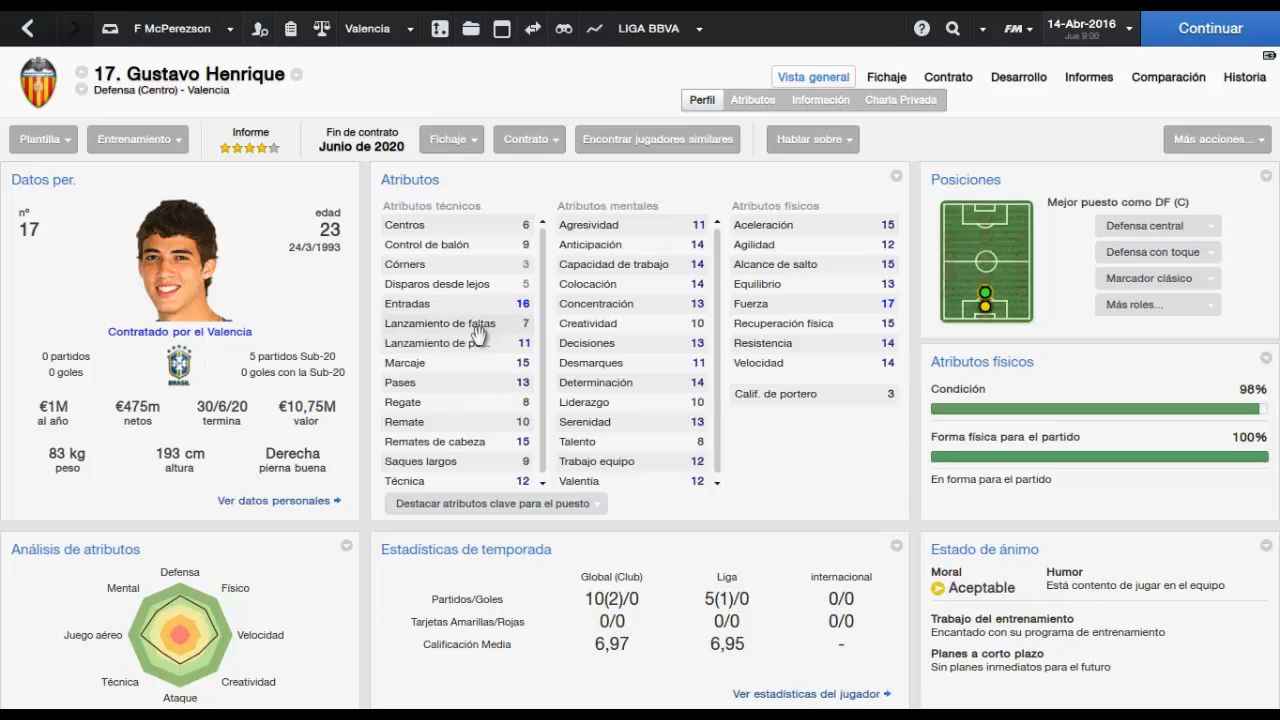 F McPerezson
Valencia
LIGA BBVA
FM
14-Abr-2016
Jue 9:00
Continuar
17. Gustavo Henrique
Defensa (Centro) - Valencia
Vista general
Fichaje
Contrato
Desarrollo
Informes
Comparación
Historia
Perfil
Atributos
Información
Charla Privada
Plantilla
Entrenamiento
Informe
Fin de contrato
Junio de 2020
Fichaje
Contrato
Encontrar jugadores similares
Hablar sobre
Más acciones...
Datos per.
nº
17
edad
23
24/3/1993
Contratado por el Valencia
0 partidos
0 goles
BRASIL
5 partidos Sub-20
0 goles con la Sub-20
€1M
al año
€475m
netos
30/6/20
termina
€10,75M
valor
83 kg
peso
193 cm
altura
Derecha
pierna buena
Ver datos personales
Atributos
Atributos técnicos
Centros 6
Control de balón 9
Córners 3
Disparos desde lejos 5
Entradas 16
Lanzamiento de faltas 7
Lanzamiento de 11
Marcaje 15
Pases 13
Regate 8
Remate 10
Remates de cabeza 15
Saques largos 9
Técnica 12
Atributos mentales
Agresividad 11
Anticipación 14
Capacidad de trabajo 14
Colocación 14
Concentración 13
Creatividad 10
Decisiones 13
Desmarques 11
Determinación 14
Liderazgo 10
Serenidad 13
Talento 8
Trabajo equipo 12
Valentía 12
Atributos físicos
Aceleración 15
Agilidad 12
Alcance de salto 15
Equilibrio 13
Fuerza 17
Recuperación física 15
Resistencia 14
Velocidad 14
Calif. de portero 3
Destacar atributos clave para el puesto
Posiciones
Mejor puesto como DF (C)
Defensa central
Defensa con toque
Marcador clásico
Más roles...
Atributos físicos
Condición 98%
Forma física para el partido 100%
En forma para el partido
Análisis de atributos
Defensa
Físico
Velocidad
Creatividad
Ataque
Técnica
Juego aéreo
Mental
Estadísticas de temporada
Global (Club) Liga internacional
Partidos/Goles 10(2)/0 5(1)/0 0/0
Tarjetas Amarillas/Rojas 0/0 0/0 0/0
Calificación Media 6,97 6,95 -
Ver estadísticas del jugador
Estado de ánimo
Moral
Aceptable
Humor
Está contento de jugar en el equipo
Trabajo del entrenamiento
Encantado con su programa de entrenamiento
Planes a corto plazo
Sin planes inmediatos para el futuro